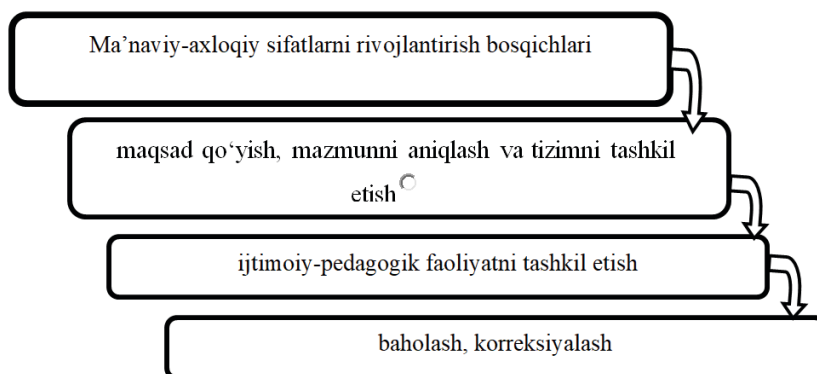 Ma’naviy-axloqiy sifatlarni rivojlantirish bosqichlari
maqsad qo‘yish, mazmunni aniqlash va tizimni tashkil
etish
ijtimoiy-pedagogik faoliyatni tashkil etish
baholash, korreksiyalash